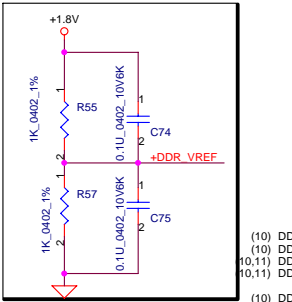 +1.8V
1
R55
1K_0402_1%
2
1
C74
0.1U_0402_10V6K
2
+DDR_VREF
1
R57
1K_0402_1%
2
1
C75
0.1U_0402_10V6K
2
(10) DD
(10) DD
(10,11) DD
(10,11) DD
(10) DD